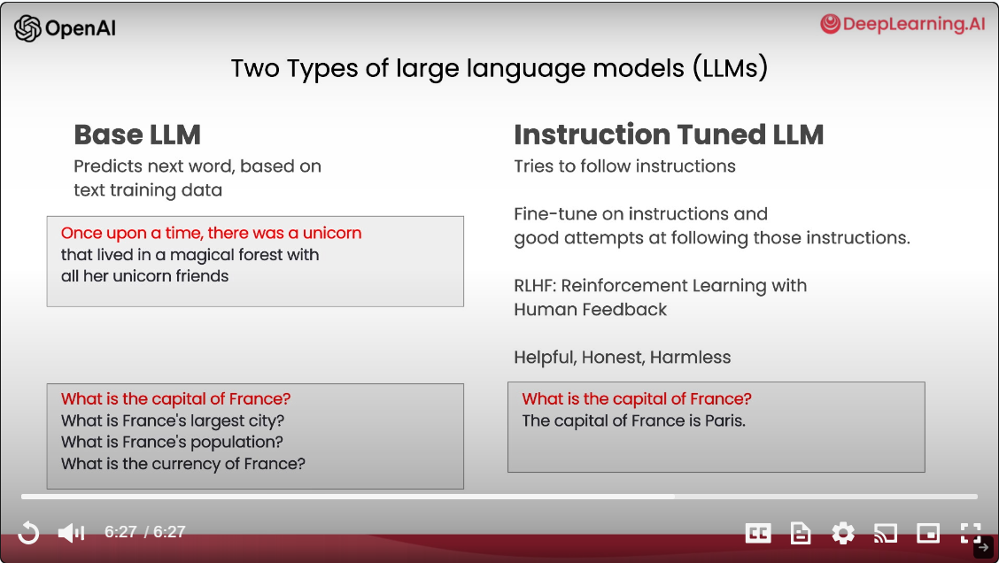 OpenAI
DeepLearning.AI
Two Types of large language models (LLMs)
Base LLM
Predicts next word, based on
text training data
Once upon a time, there was a unicorn
that lived in a magical forest with
all her unicorn friends
What is the capital of France?
What is France's largest city?
What is France's population?
What is the currency of France?
Instruction Tuned LLM
Tries to follow instructions
Fine-tune on instructions and
good attempts at following those instructions.
RLHF: Reinforcement Learning with
Human Feedback
Helpful, Honest, Harmless
What is the capital of France?
The capital of France is Paris.
6:27 / 6:27
CC